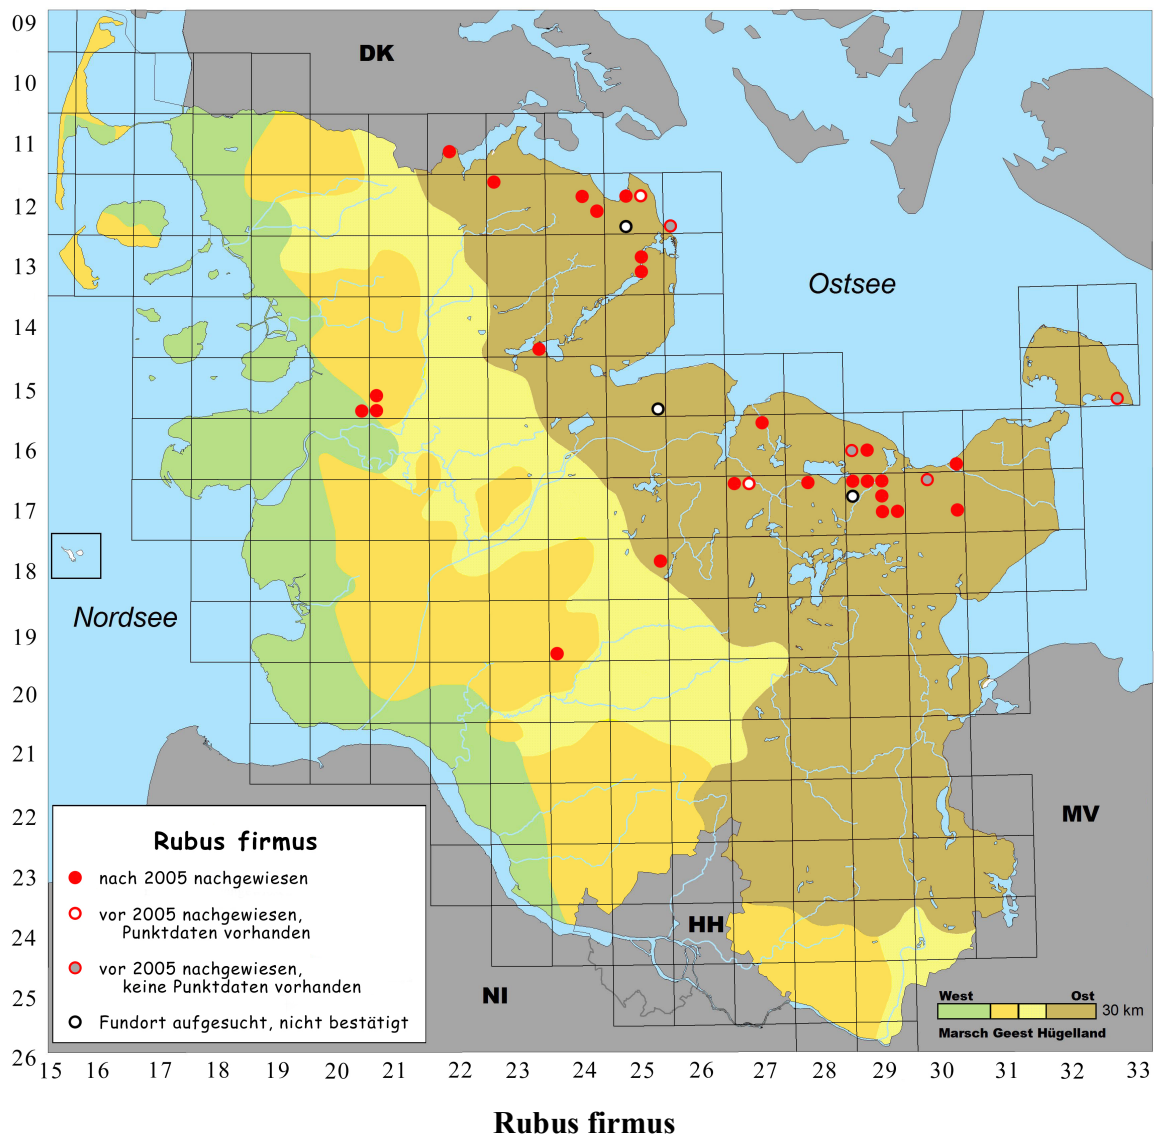 09
10
11
12
13
14
15
16
17
18
19
20
21
22
23
24
25
26
DK
Ostsee
Nordsee
MV
HH
NI
Rubus firmus
nach 2005 nachgewiesen
vor 2005 nachgewiesen,
Punktdaten vorhanden
vor 2005 nachgewiesen,
keine Punktdaten vorhanden
Fundort aufgesucht, nicht bestätigt
West Ost
30 km
Marsch Geest Hügelland
15 16 17 19 20 21 22 23 24 25 26 27 28 29 30 32 33
Rubus firmus